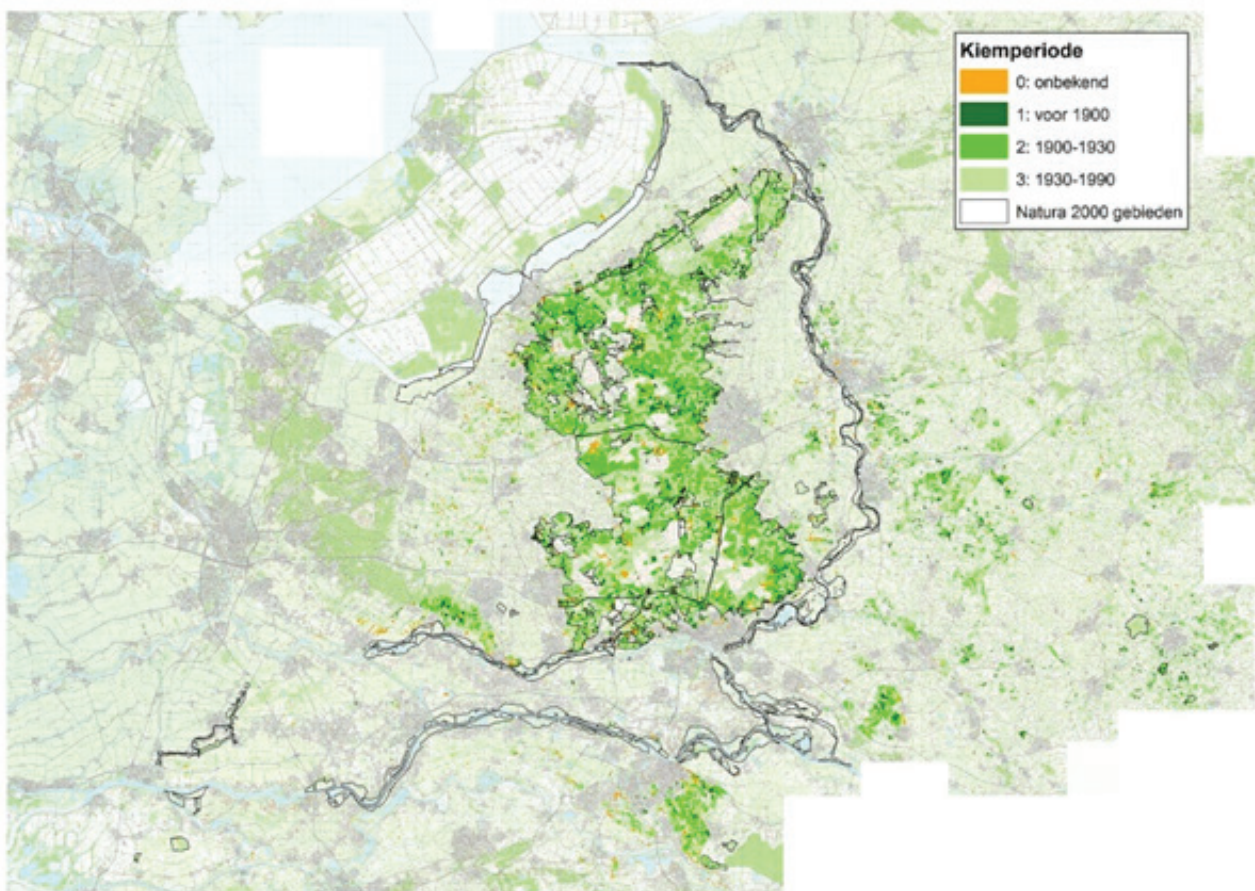 Kiemperiode
0: onbekend
1: voor 1900
2: 1900-1930
3: 1930-1990
Natura 2000 gebieden